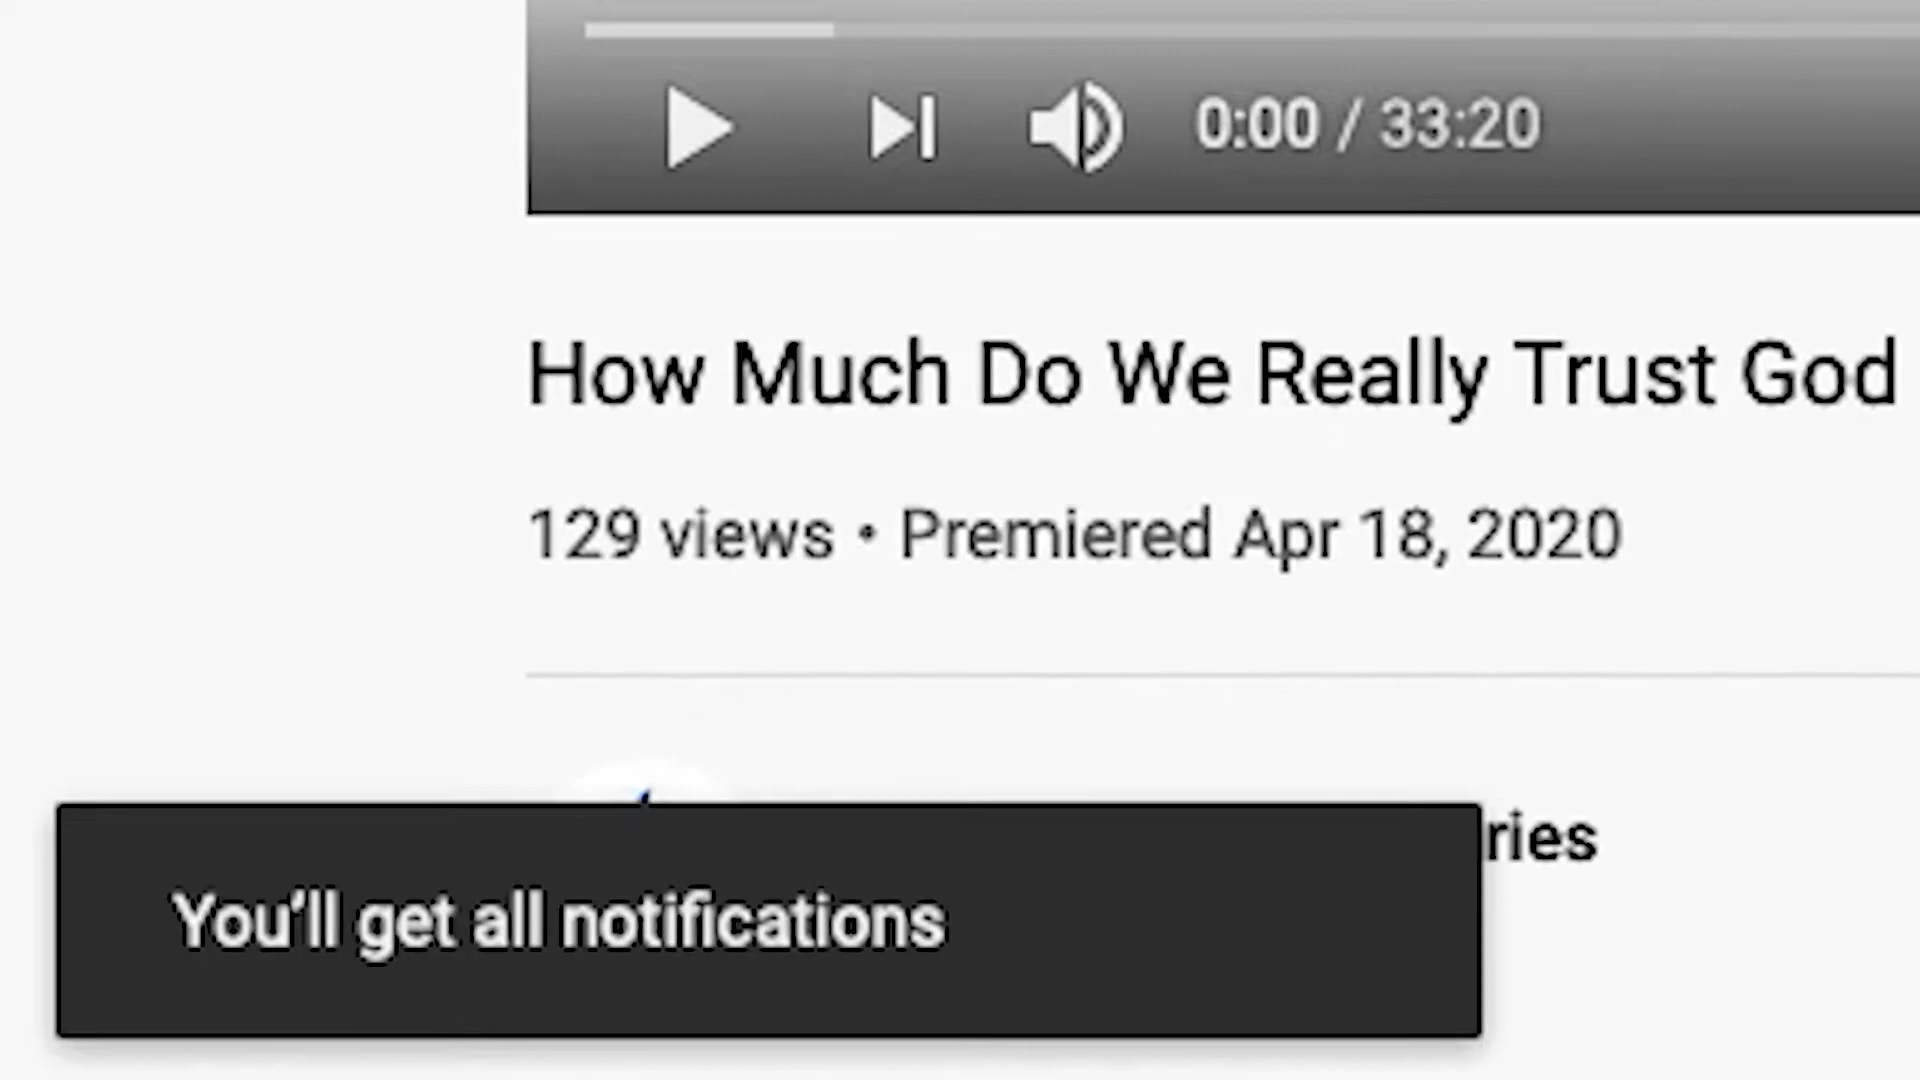 0:00 / 33:20
How Much Do We Really Trust God
129 views • Premiered Apr 18, 2020
ries
You'll get all notifications